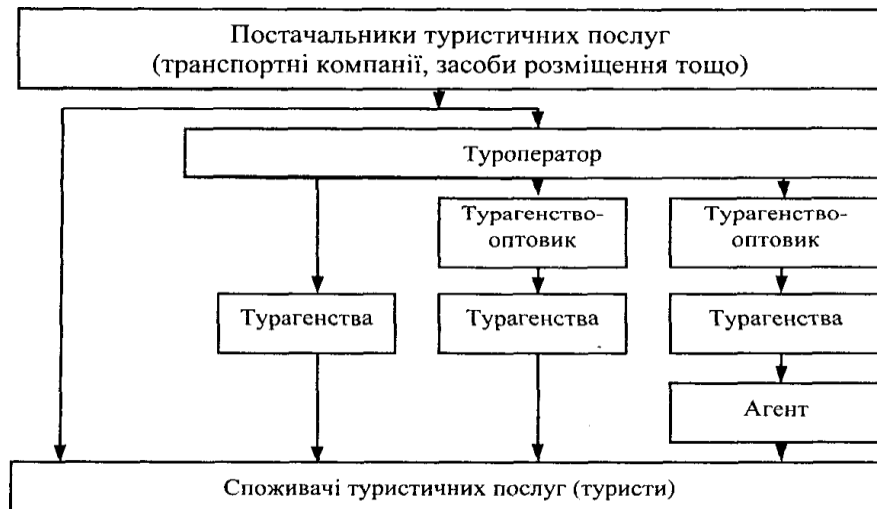 Постачальники туристичних послуг
(транспортні компанії, засоби розміщення тощо)
Туроператор
Турагенство-
оптовик
Турагенство-
оптовик
Турагенства
Турагенства
Турагенства
Агент
Споживачі туристичних послуг (туристи)